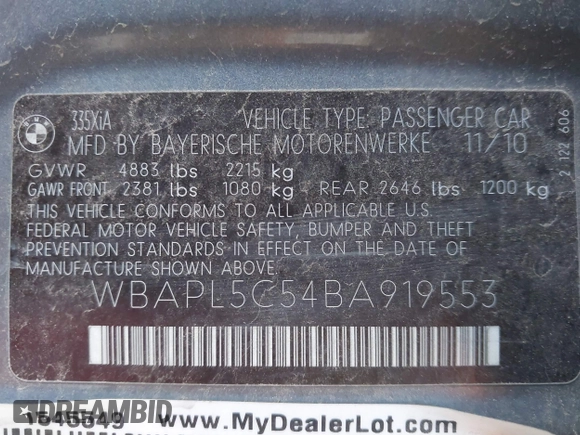 BMW
335XiA VEHICLE TYPE PASSENGER CAR
MFD BY BAYERISCHE MOTORENWERKE 11/10
GVWR 4883 lbs 2215 kg
GAWR FRONT 2381 lbs 1080 kg - REAR 2646 lbs 1200 kg
THIS VEHICLE CONFORMS TO ALL APPLICABLE U.S.
FEDERAL MOTOR VEHICLE SAFETY, BUMPER AND THEFT
PREVENTION STANDARDS IN EFFECT ON THE DATE OF
MANUFACTURE SHOWN ABOVE
WBAPL5C54BA919553
2 122 606
DREAMBID
www.MyDealerLot.com